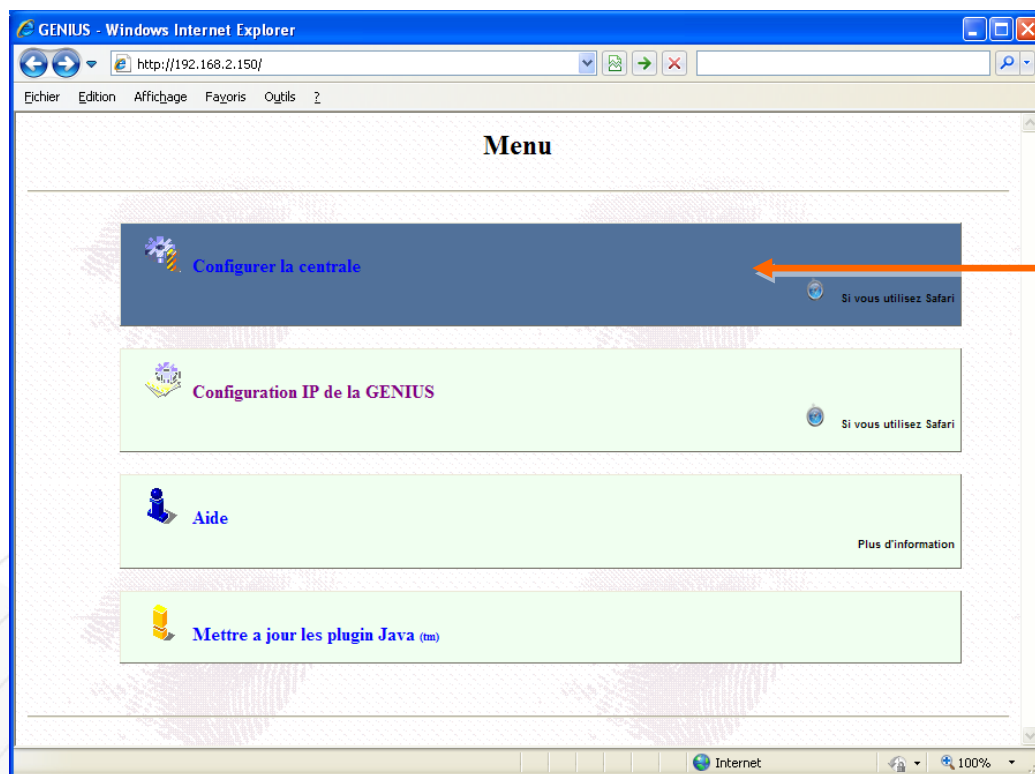 GENIUS - Windows Internet Explorer
http://192.168.2.150/
Eichier Edition Affichage Favoris Outils ?
Menu
Configurer la centrale
Si vous utilisez Safari
Configuration IP de la GENIUS
Si vous utilisez Safari
Aide
Plus d'information
Mettre a jour les plugin Java (tm)
Internet
100%